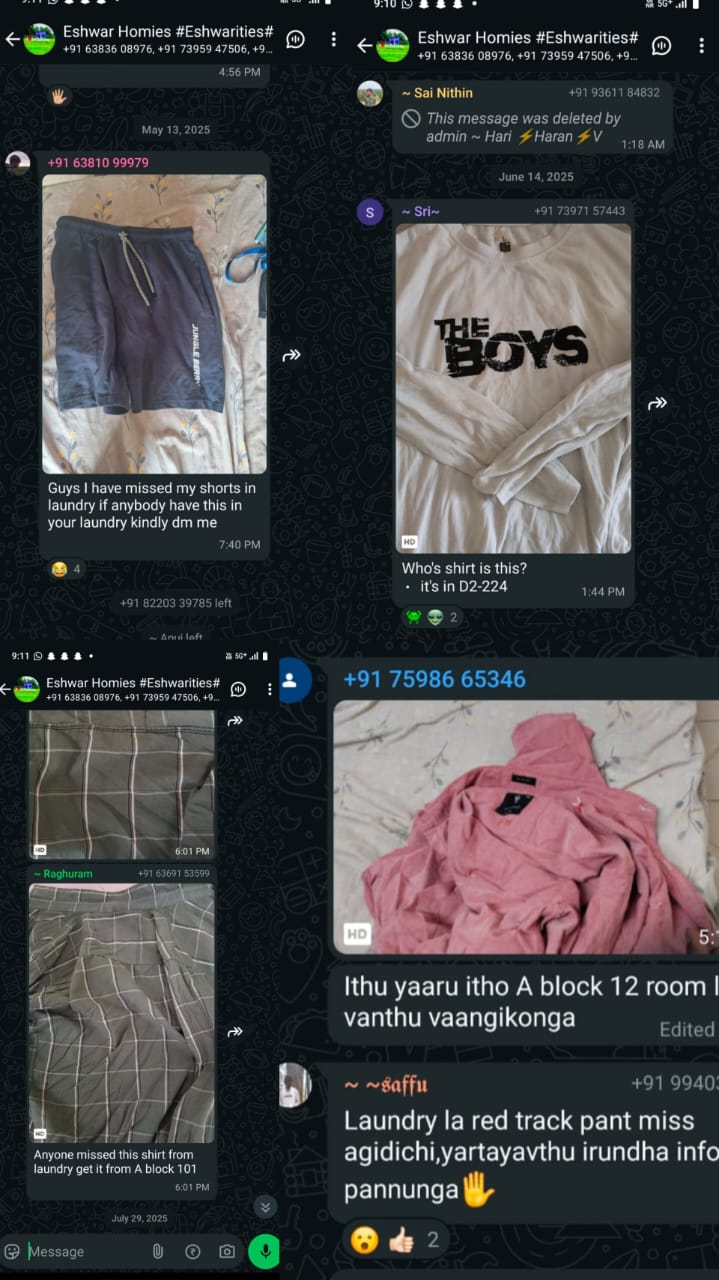 Eshwar Homies #Eshwarities#
+91 63836 08976, +91 73959 47506, +9...
4:56 PM
May 13, 2025
+91 63810 99979
JUNGLE BERRY
Guys I have missed my shorts in
laundry if anybody have this in
your laundry kindly dm me
7:40 PM
😂 4
+91 82203 39785 left
~ Anui left
9:10
5G+
Eshwar Homies #Eshwarities#
+91 63836 08976, +91 73959 47506, +9...
~ Sai Nithin +91 93611 84832
This message was deleted by
admin ~ Hari ⚡Haran⚡V
1:18 AM
June 14, 2025
S
~ Sri~ +91 73971 57443
THE
BOYS
HD
Who's shirt is this?
• it's in D2-224
1:44 PM
2
9:11
5G+
Eshwar Homies #Eshwarities#
+91 63836 08976, +91 73959 47506, +9...
HD
6:01 PM
~ Raghuram +91 63691 53599
HD
Anyone missed this shirt from
laundry get it from A block 101
6:01 PM
July 29, 2025
Message
+91 75986 65346
HD
5:
Ithu yaaru itho A block 12 room
vanthu vaangikonga
Edited
~ ~saffu +91 9940
Laundry la red track pant miss
agidichi,yartayavthu irundha info
pannunga🖐
😮 👍🏻 2